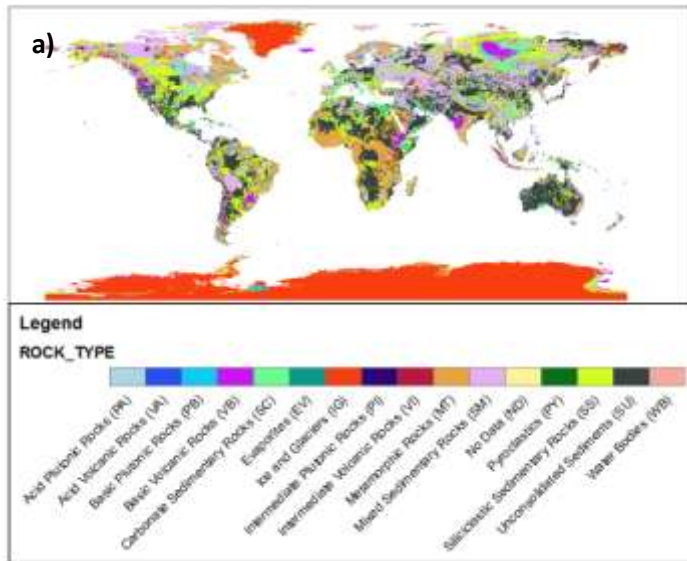 a)
Legend
ROCK_TYPE
Acid Plutonic Rocks (PA)
Acid Volcanic Rocks (VA)
Basic Plutonic Rocks (PB)
Basic Volcanic Rocks (VB)
Carbonate Sedimentary Rocks (SC)
Evaporites (EV)
Ice and Glaciers (IG)
Intermediate Plutonic Rocks (PI)
Intermediate Volcanic Rocks (VI)
Metamorphic Rocks (MT)
Mixed Sedimentary Rocks (SM)
No Data (ND)
Pyroclastics (PY)
Siliciclastic Sedimentary Rocks (SS)
Unconsolidated Sediments (SU)
Water Bodies (WB)